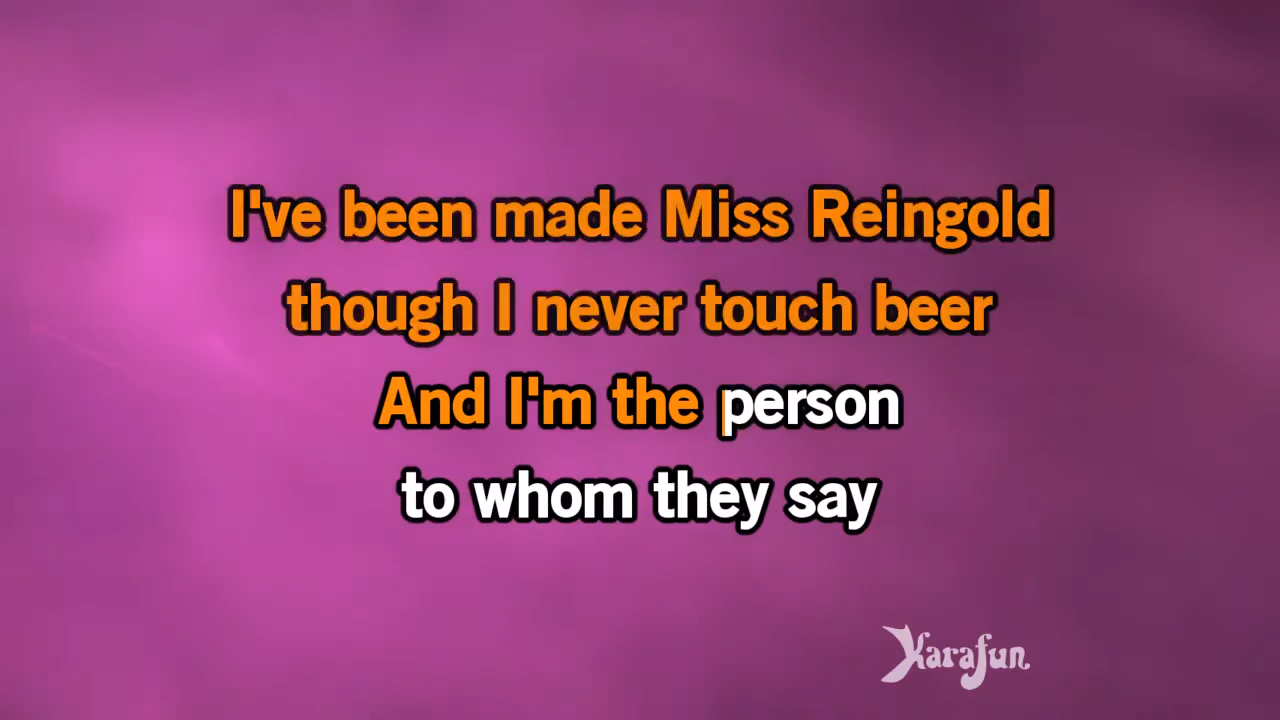 I've been made Miss Reingold
though I never touch beer
And I'm the person
to whom they say
Karafun